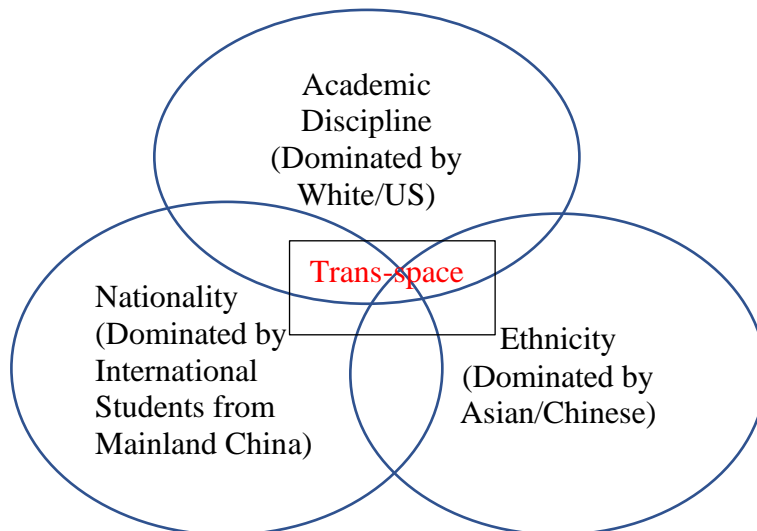 Academic
Discipline
(Dominated by
White/US)
Trans-space
Nationality
(Dominated by
International
Students from
Mainland China)
Ethnicity
(Dominated by
Asian/Chinese)